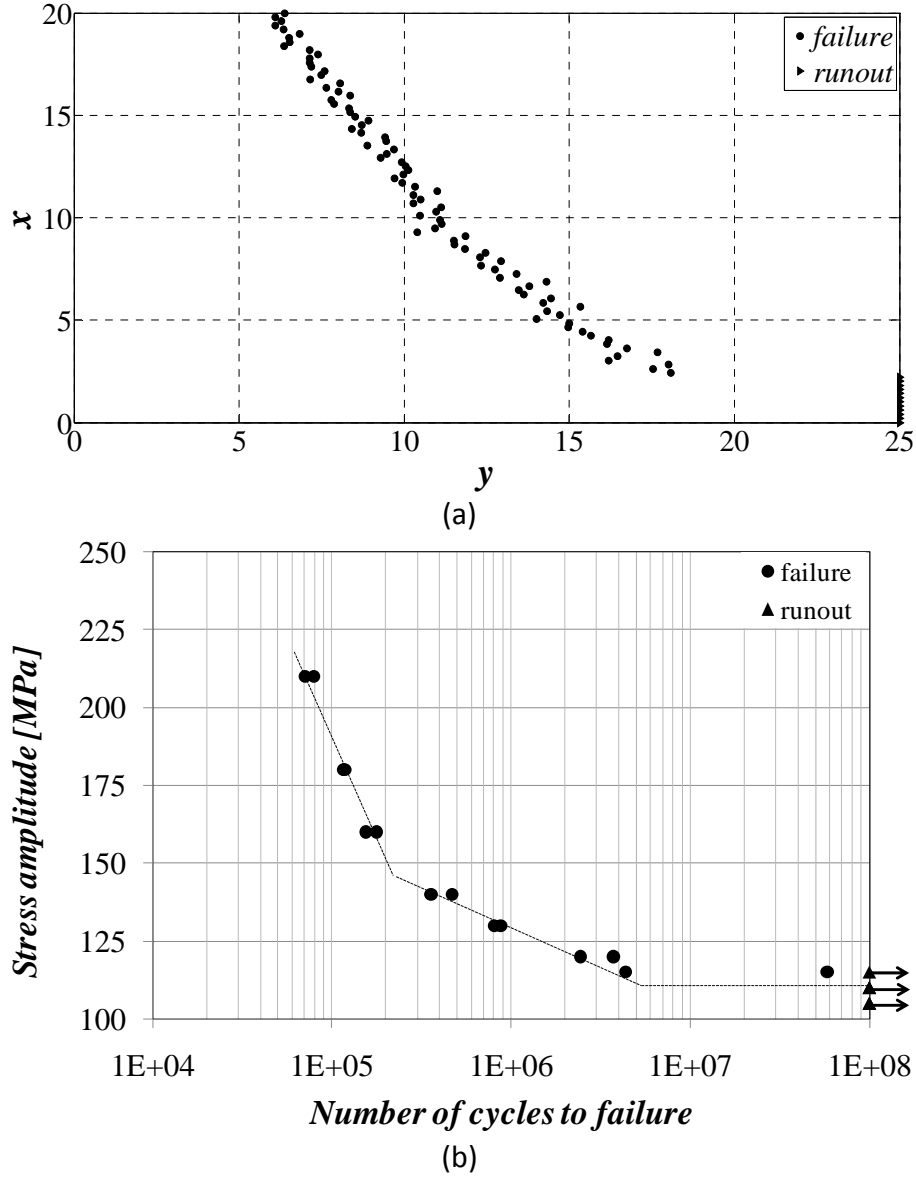 20
15
10
5
0
x
failure
runout
0 5 10 15 20 25
y
(a)
250
225
200
175
150
125
100
Stress amplitude [MPa]
failure
runout
1E+04 1E+05 1E+06 1E+07 1E+08
Number of cycles to failure
(b)